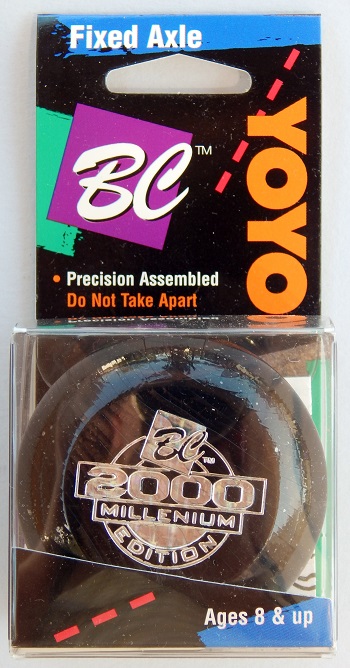 Fixed Axle
YOYO
BC™
• Precision Assembled
Do Not Take Apart
BC™
2000
MILLENIUM
EDITION
Ages 8 & up